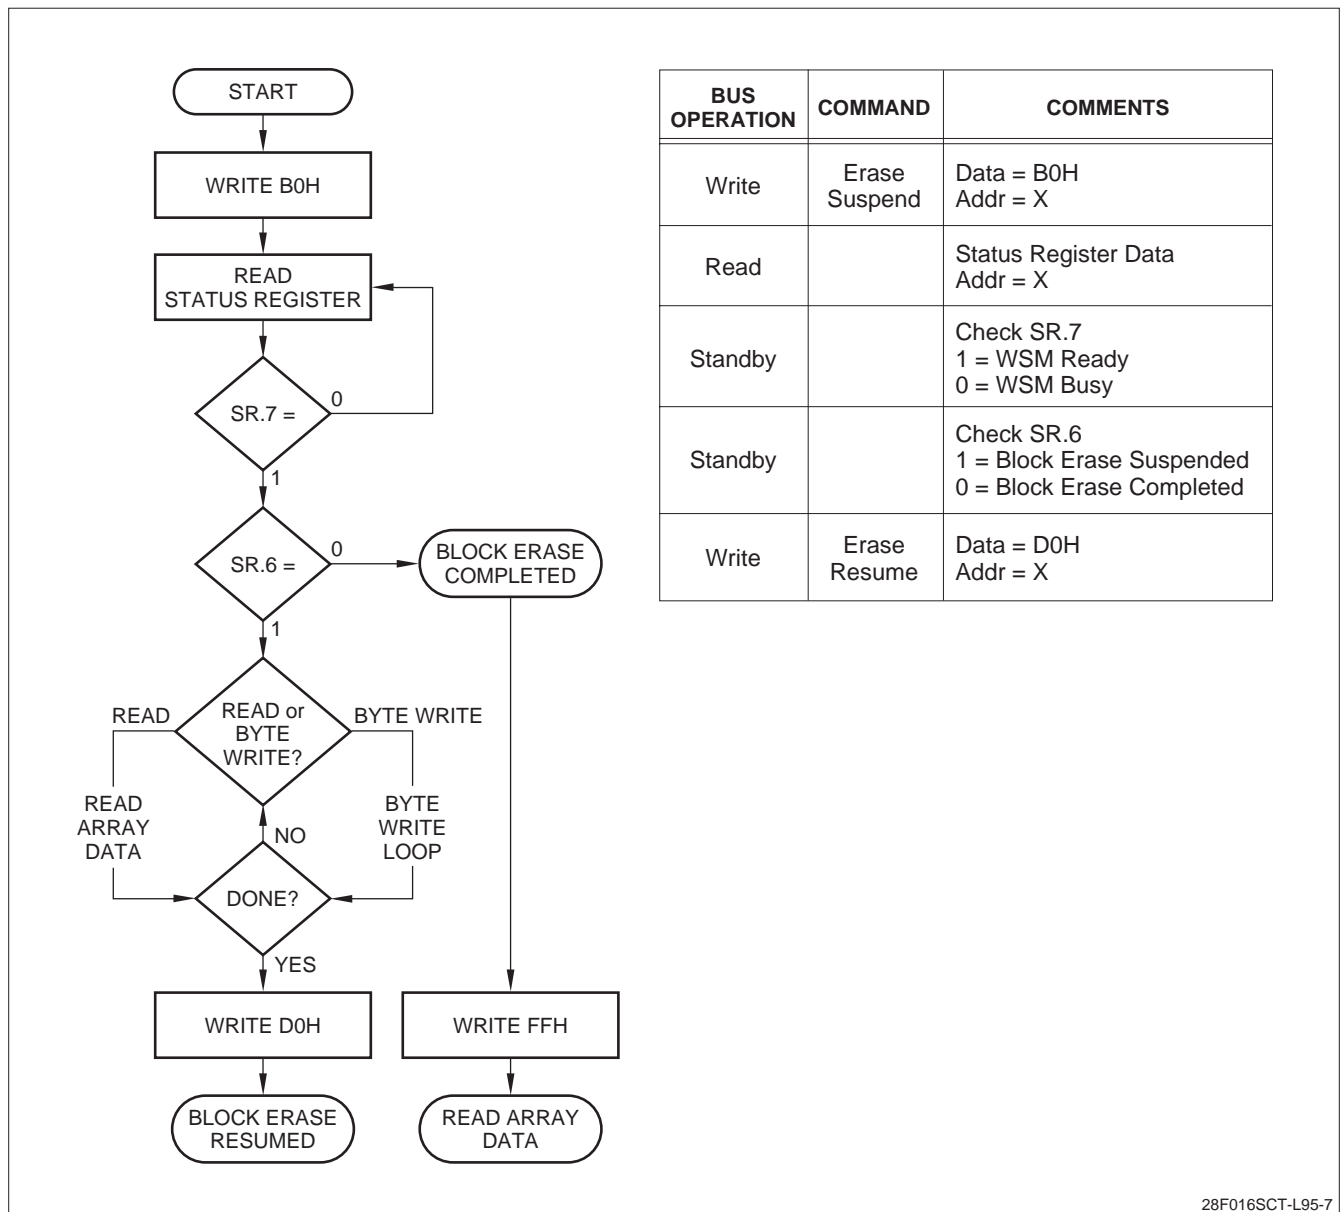 START
WRITE B0H
READ
STATUS REGISTER
SR.7 =
0
1
SR.6 =
0
BLOCK ERASE
COMPLETED
1
READ
READ or
BYTE
WRITE?
BYTE WRITE
READ
ARRAY
DATA
BYTE
WRITE
LOOP
NO
DONE?
YES
WRITE D0H
WRITE FFH
BLOCK ERASE
RESUMED
READ ARRAY
DATA
BUS
OPERATION
COMMAND
COMMENTS
Write
Erase
Suspend
Data = B0H
Addr = X
Read
Status Register Data
Addr = X
Standby
Check SR.7
1 = WSM Ready
0 = WSM Busy
Standby
Check SR.6
1 = Block Erase Suspended
0 = Block Erase Completed
Write
Erase
Resume
Data = D0H
Addr = X
28F016SCT-L95-7